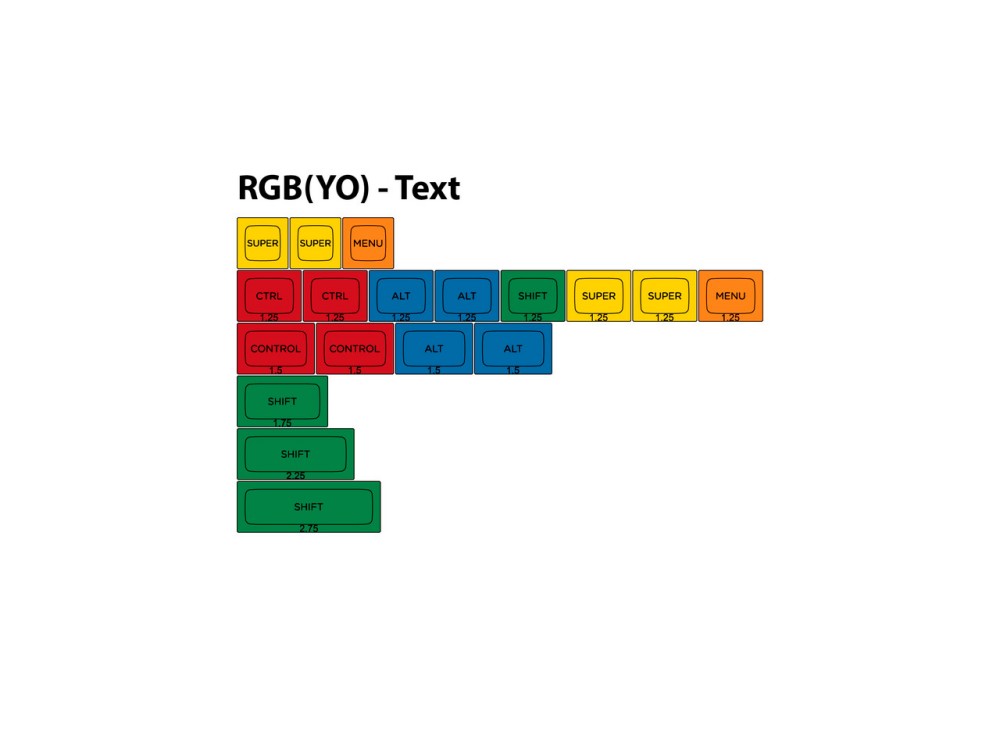 RGB(YO) - Text
SUPER SUPER MENU
CTRL CTRL ALT ALT SHIFT SUPER SUPER MENU
1.25 1.25 1.25 1.25 1.25 1.25 1.25 1.25
CONTROL CONTROL ALT ALT
1.5 1.5 1.5 1.5
SHIFT
1.75
SHIFT
2.25
SHIFT
2.75